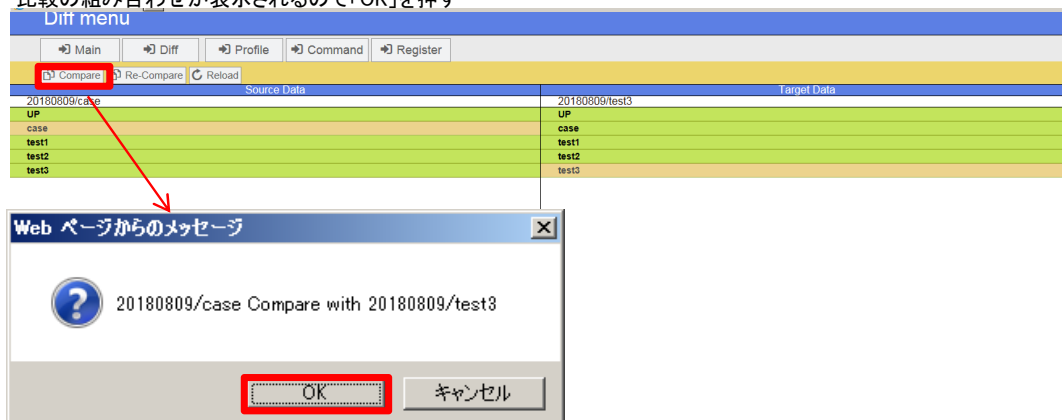 比較の組み合わせが表示されるので「OK」を押す
Diff menu
Main Diff Profile Command Register
Compare Re-Compare Reload
Source Data Target Data
20180809/case 20180809/test3
UP UP
case case
test1 test1
test2 test2
test3 test3
Web ページからのメッセージ
20180809/case Compare with 20180809/test3
OK キャンセル